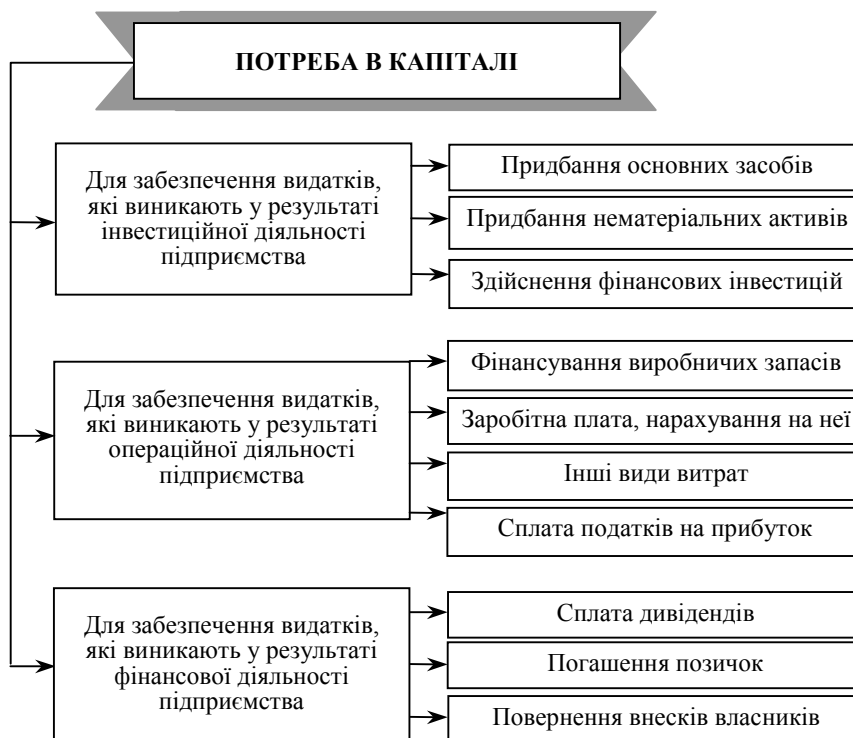 ПОТРЕБА В КАПІТАЛІ
Для забезпечення видатків,
які виникають у результаті
інвестиційної діяльності
підприємства
Придбання основних засобів
Придбання нематеріальних активів
Здійснення фінансових інвестицій
Для забезпечення видатків,
які виникають у результаті
операційної діяльності
підприємства
Фінансування виробничих запасів
Заробітна плата, нарахування на неї
Інші види витрат
Сплата податків на прибуток
Для забезпечення видатків,
які виникають у результаті
фінансової діяльності
підприємства
Сплата дивідендів
Погашення позичок
Повернення внесків власників